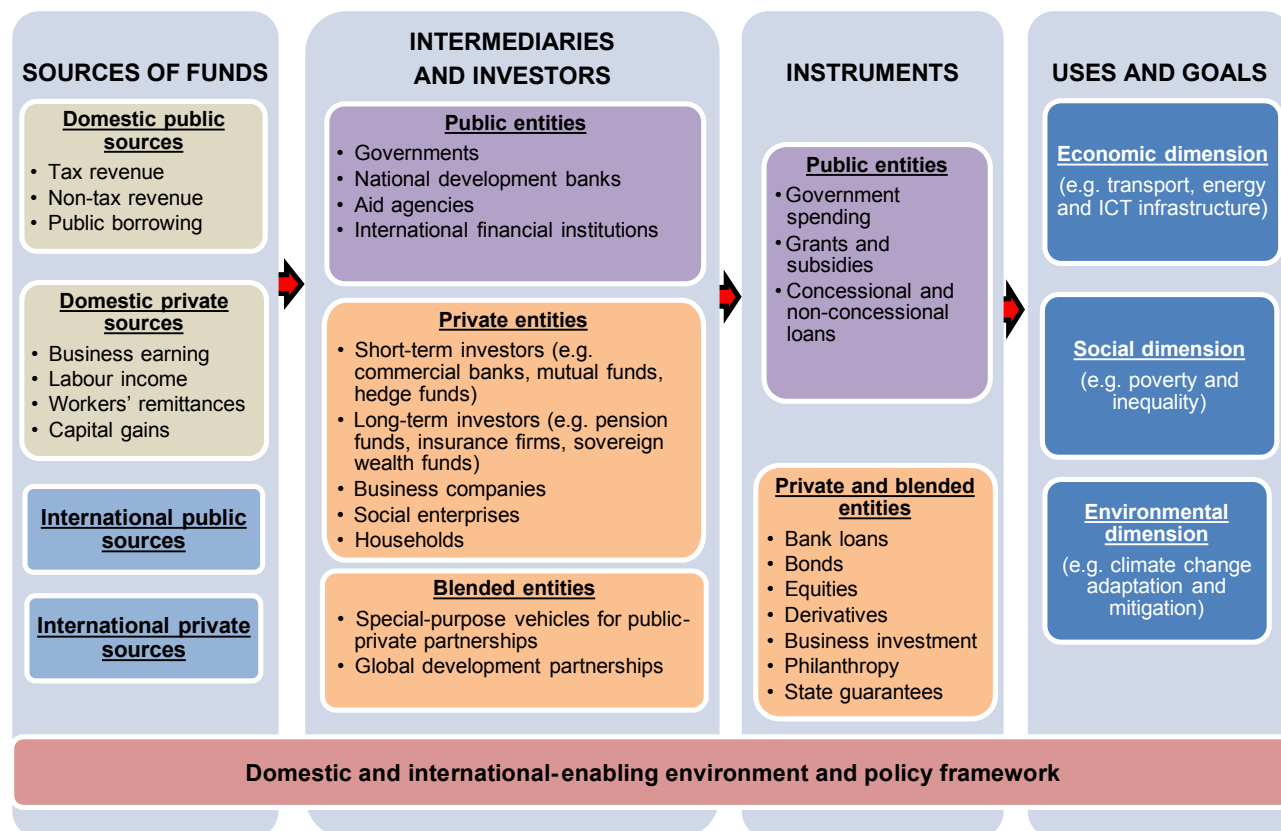 SOURCES OF FUNDS
Domestic public
sources
• Tax revenue
• Non-tax revenue
• Public borrowing
Domestic private
sources
• Business earning
• Labour income
• Workers' remittances
• Capital gains
International public
sources
International private
sources
INTERMEDIARIES
AND INVESTORS
Public entities
• Governments
• National development banks
• Aid agencies
• International financial institutions
Private entities
• Short-term investors (e.g.
commercial banks, mutual funds,
hedge funds)
• Long-term investors (e.g. pension
funds, insurance firms, sovereign
wealth funds)
• Business companies
• Social enterprises
• Households
Blended entities
• Special-purpose vehicles for public-
private partnerships
• Global development partnerships
INSTRUMENTS
Public entities
• Government
spending
• Grants and
subsidies
• Concessional and
non-concessional
loans
Private and blended
entities
• Bank loans
• Bonds
• Equities
• Derivatives
• Business investment
• Philanthropy
• State guarantees
USES AND GOALS
Economic dimension
(e.g. transport, energy
and ICT infrastructure)
Social dimension
(e.g. poverty and
inequality)
Environmental
dimension
(e.g. climate change
adaptation and
mitigation)
Domestic and international-enabling environment and policy framework